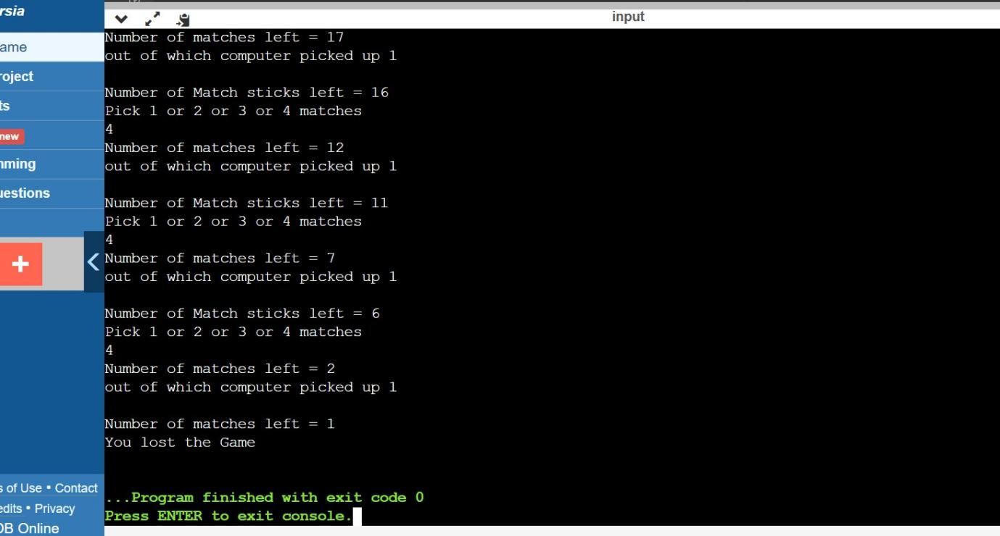 rsia
ame
roject
ts
new
nming
uestions
+
s of Use • Contact
edits • Privacy
DB Online
input
Number of matches left = 17
out of which computer picked up 1
Number of Match sticks left = 16
Pick 1 or 2 or 3 or 4 matches
4
Number of matches left = 12
out of which computer picked up 1
Number of Match sticks left = 11
Pick 1 or 2 or 3 or 4 matches
4
Number of matches left = 7
out of which computer picked up 1
Number of Match sticks left = 6
Pick 1 or 2 or 3 or 4 matches
4
Number of matches left = 2
out of which computer picked up 1
Number of matches left = 1
You lost the Game
...Program finished with exit code 0
Press ENTER to exit console.